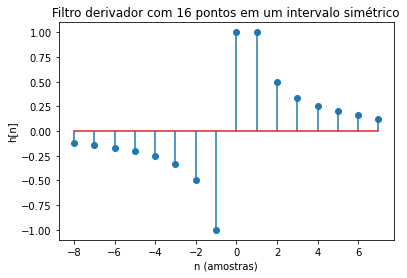 Filtro derivador com 16 pontos em um intervalo simétrico
1.00
0.75
0.50
0.25
0.00
−0.25
−0.50
−0.75
−1.00
h[n]
−8 −6 −4 −2 0 2 4 6
n (amostras)